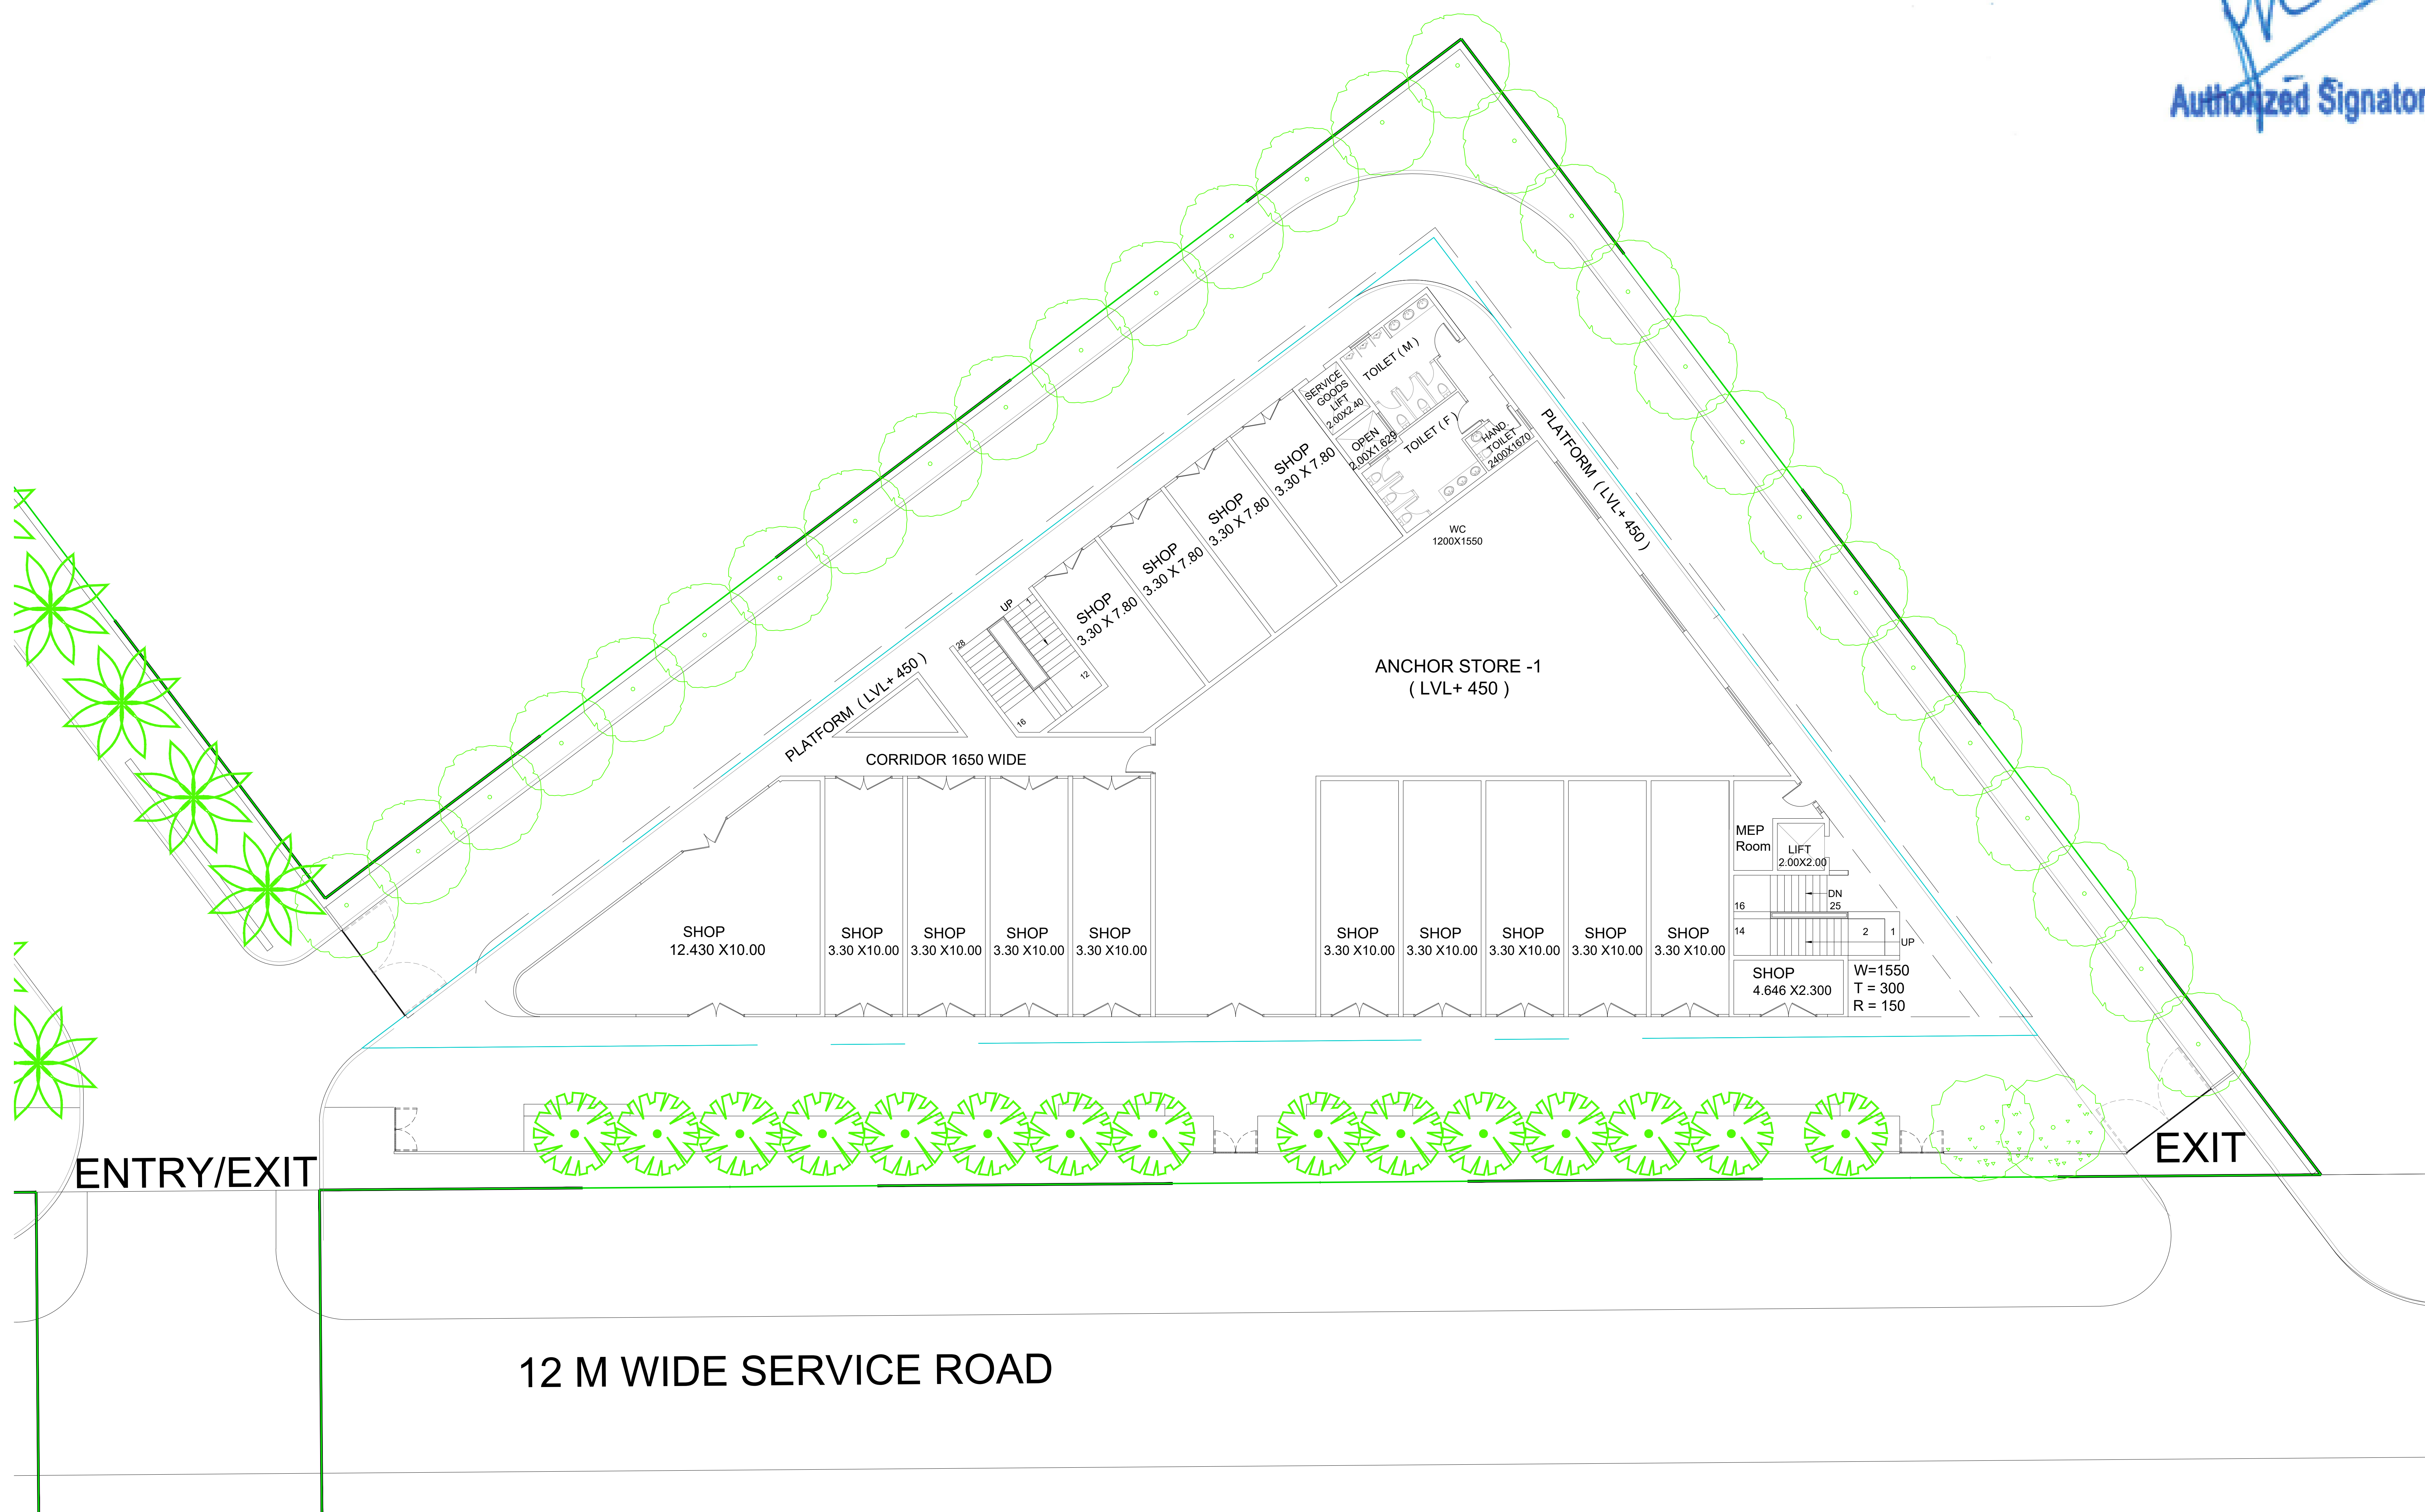 Authorized Signator
TOILET ( M )
SERVICE
GOODS
LIFT
2.00X2.40
OPEN
2.00X1.629
TOILET ( F )
HAND.
TOILET
2400X1670
PLATFORM ( LVL+ 450 )
WC
1200X1550
SHOP
3.30 X 7.80
SHOP
3.30 X 7.80
SHOP
3.30 X 7.80
SHOP
3.30 X 7.80
UP
1
28
12
16
PLATFORM ( LVL+ 450 )
ANCHOR STORE -1
( LVL+ 450 )
CORRIDOR 1650 WIDE
MEP
Room
LIFT
2.00X2.00
DN
16
25
14
2
1
UP
SHOP
12.430 X10.00
SHOP
3.30 X10.00
SHOP
3.30 X10.00
SHOP
3.30 X10.00
SHOP
3.30 X10.00
SHOP
3.30 X10.00
SHOP
3.30 X10.00
SHOP
3.30 X10.00
SHOP
3.30 X10.00
SHOP
3.30 X10.00
SHOP
4.646 X2.300
W=1550
T = 300
R = 150
ENTRY/EXIT
EXIT
12 M WIDE SERVICE ROAD